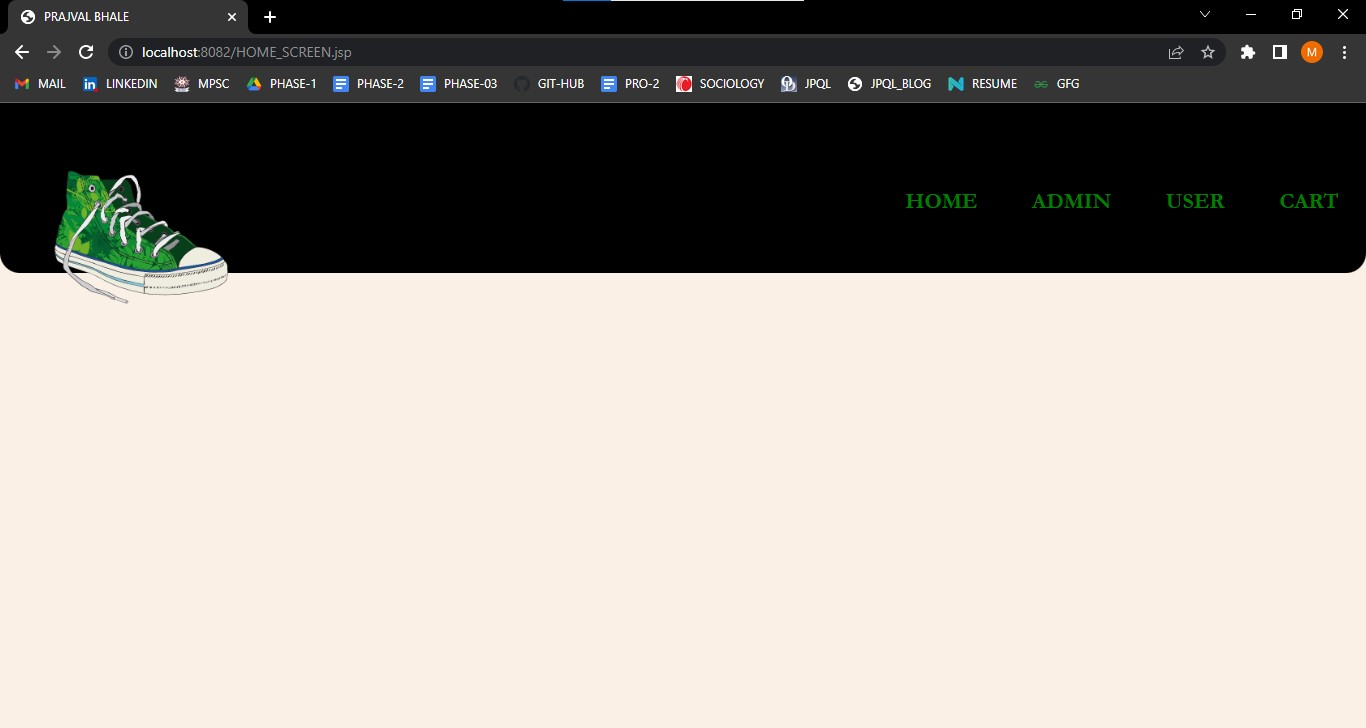 PRAJVAL BHALE
localhost:8082/HOME_SCREEN.jsp
M
MAIL LINKEDIN MPSC PHASE-1 PHASE-2 PHASE-03 GIT-HUB PRO-2 SOCIOLOGY JPQL JPQL_BLOG RESUME GFG
HOME ADMIN USER CART